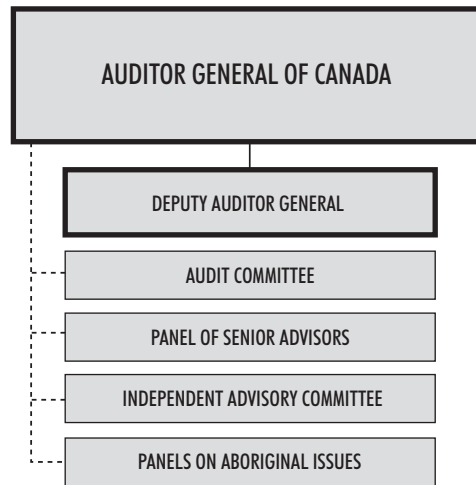 AUDITOR GENERAL OF CANADA
DEPUTY AUDITOR GENERAL
AUDIT COMMITTEE
PANEL OF SENIOR ADVISORS
INDEPENDENT ADVISORY COMMITTEE
PANELS ON ABORIGINAL ISSUES